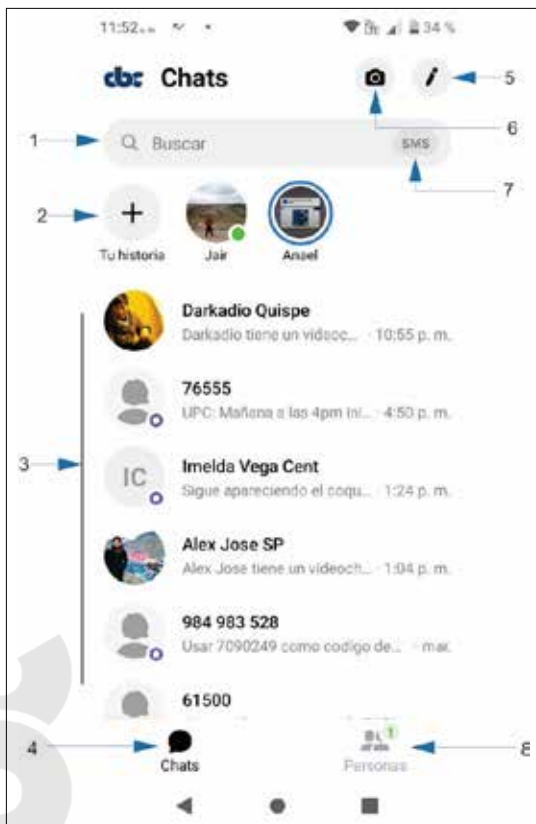 11:52
34 %
cbc Chats
5
6
1
Buscar
SMS
7
2
Tu historia
Jair
Anael
Darkadio Quispe
Darkadio tiene un videoc... · 10:55 p. m.
76555
UPC: Mañana a las 4pm Ini... · 4:50 p. m.
3
IC
Imelda Vega Cent
Sigue apareciendo el coqu... · 1:24 p. m.
Alex Jose SP
Alex Jose tiene un videoch... · 1:04 p. m.
984 983 528
Usar 7090249 como codigo de... · mar.
61500
4
1
8
Chats
Personas